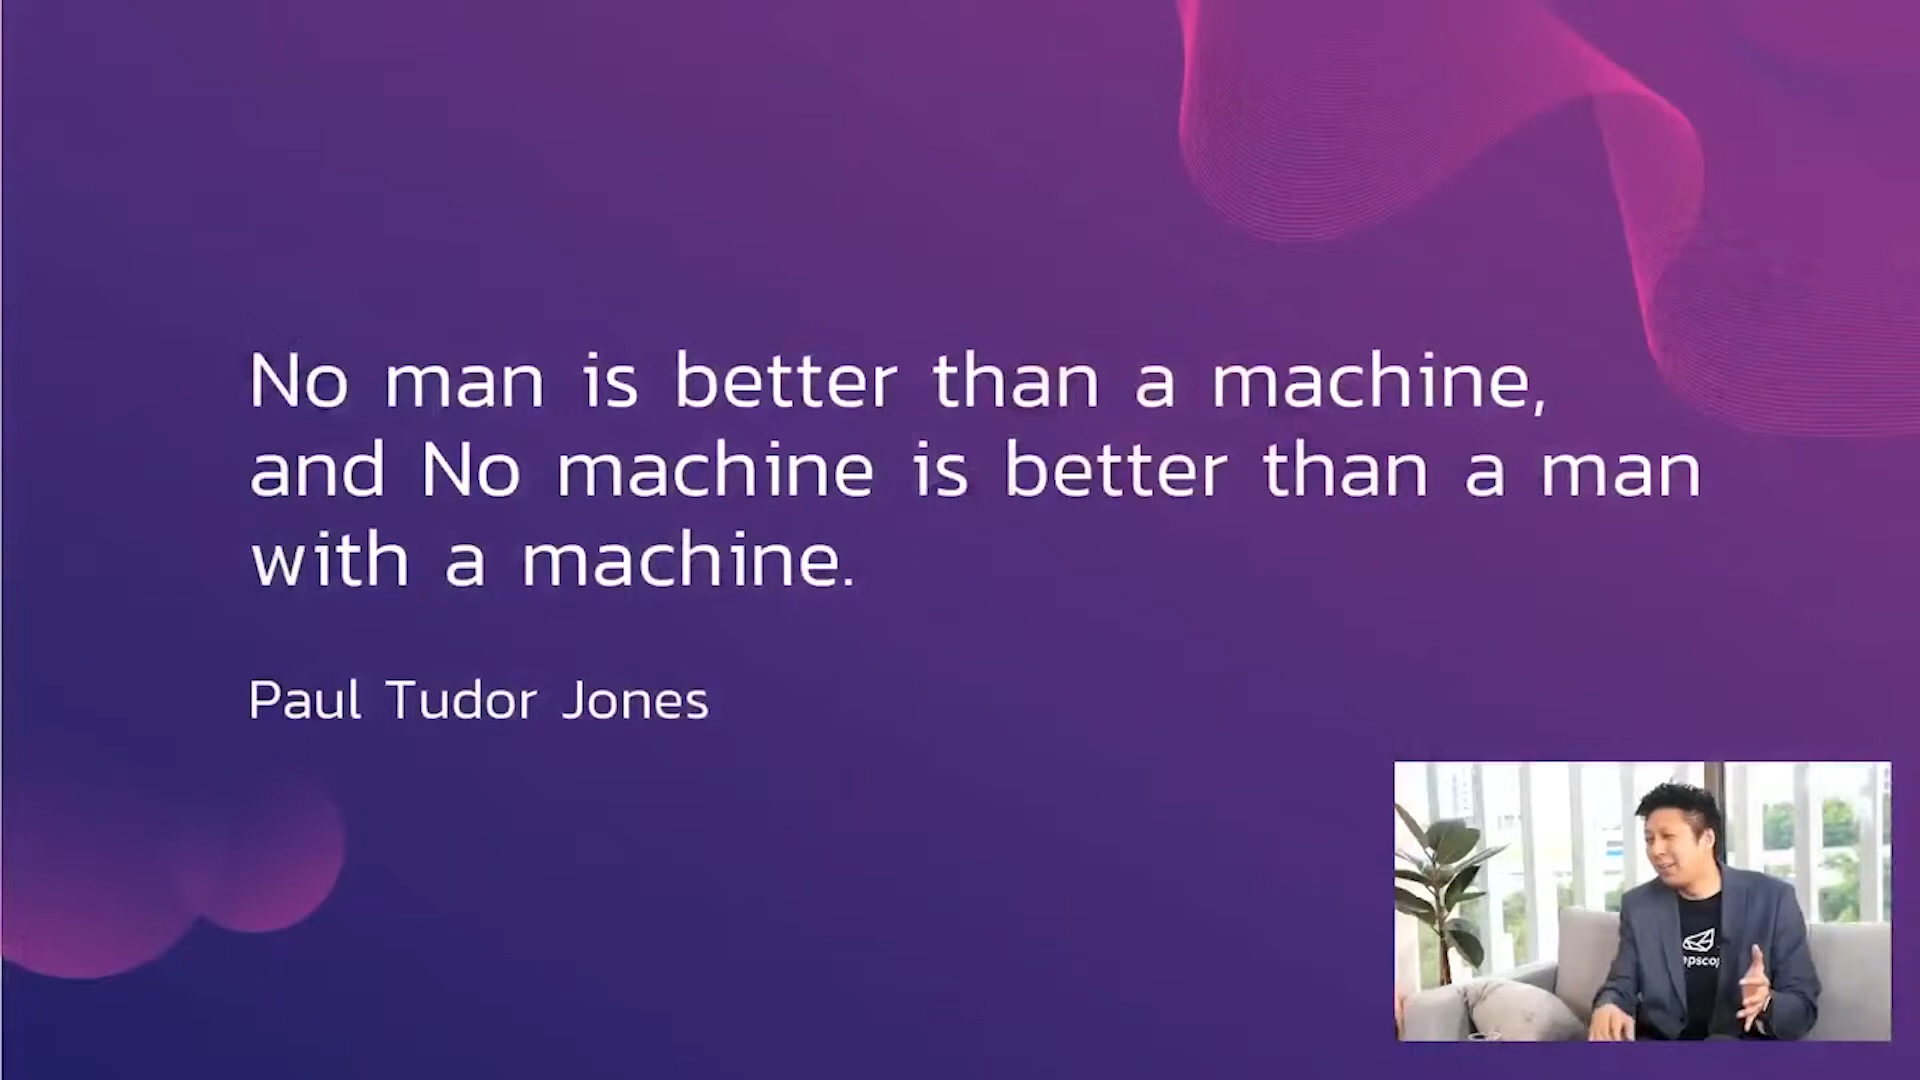 No man is better than a machine,
and No machine is better than a man
with a machine.
Paul Tudor Jones